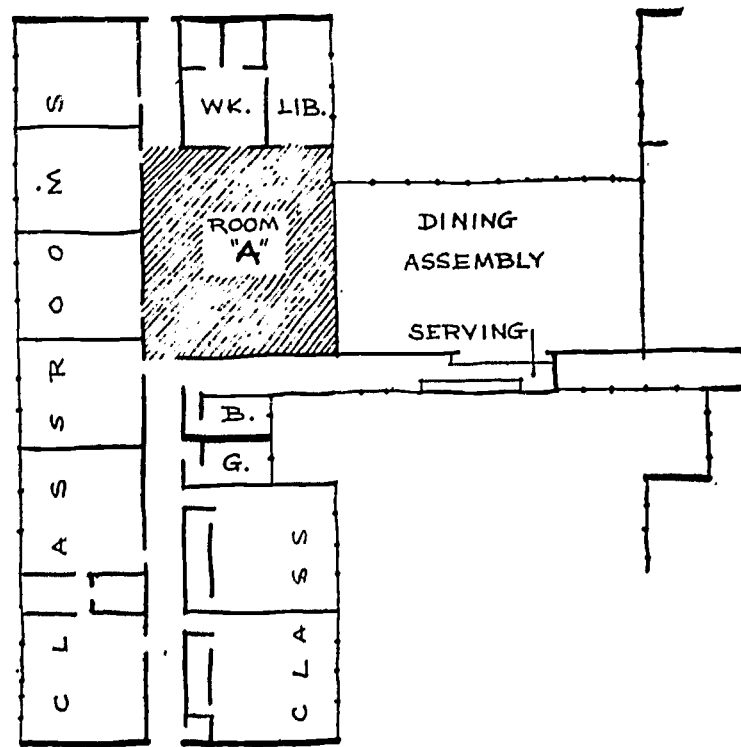 WK.
LIB.
ROOM
"A"
DINING
ASSEMBLY
SERVING
B.
G.
CLASSROOMS
CLASS